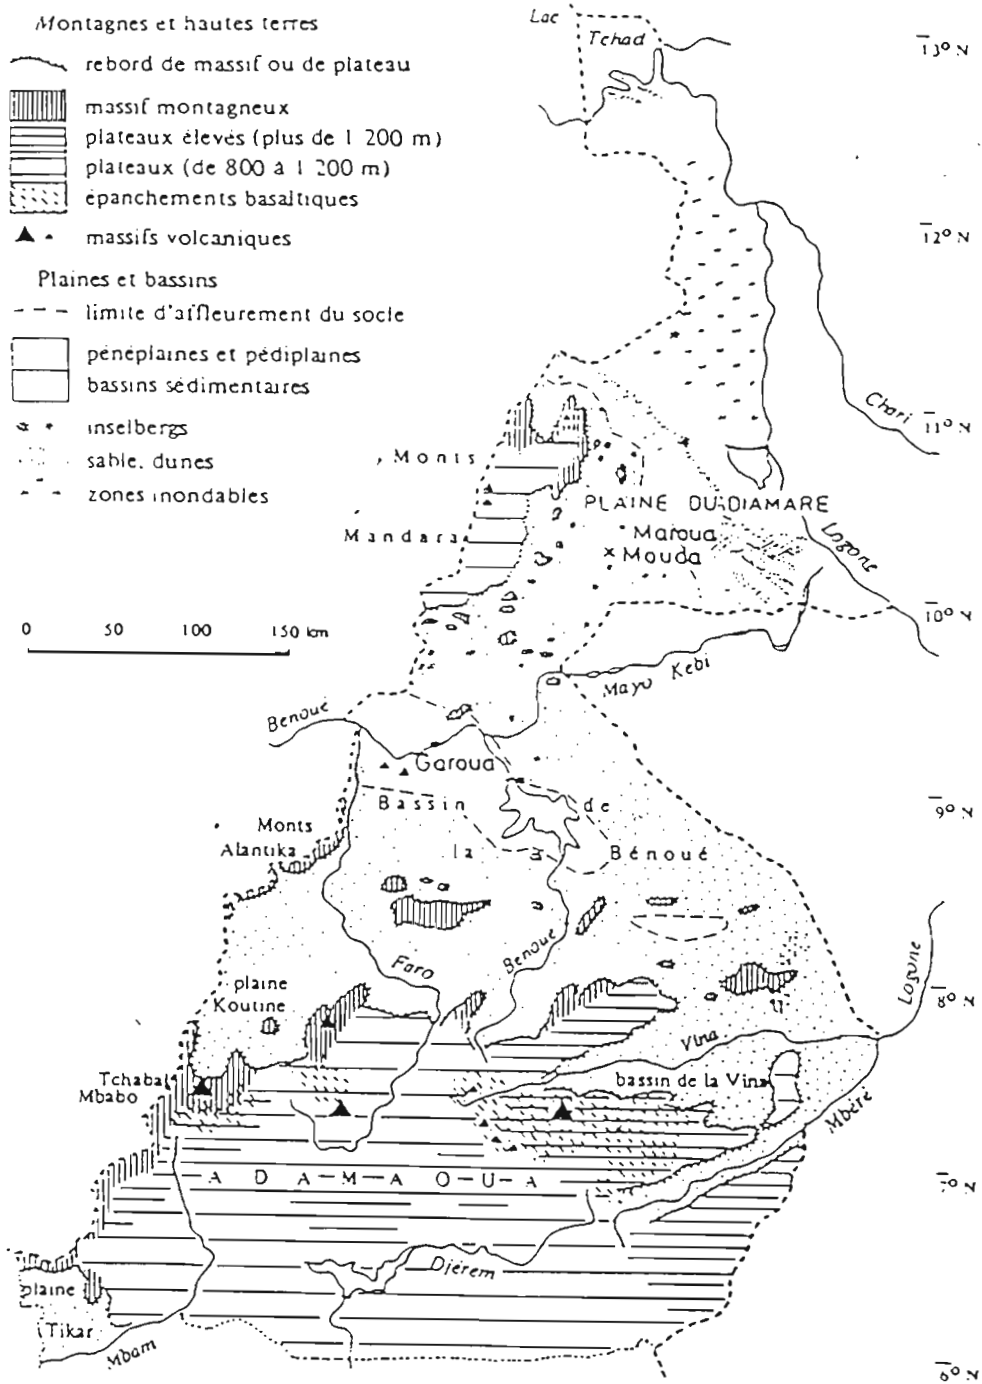 Montagnes et hautes terres
rebord de massif ou de plateau
massif montagneux
plateaux élevés (plus de 1 200 m)
plateaux (de 800 à 1 200 m)
épanchements basaltiques
massifs volcaniques
Plaines et bassins
limite d'affleurement du socle
pénéplaines et pédiplaines
bassins sédimentaires
inselbergs
sable, dunes
zones inondables
0 50 100 150 km
Lac
Tchad
13° N
12° N
Chari
11° N
Monts
Mandara
PLAINE DU DIAMARE
Maroua
Mouda
Logone
10° N
Mayo Kebi
Benoué
Garoua
Bassin de
la Bénoué
9° N
Monts
Alantika
Faro
Benoue
plaine
Koutine
Logone
8° N
Vina
Tchabal
Mbabo
bassin de la Vina
Mbéré
ADAMAOUA
7° N
Djérem
plaine
Tikar
Mbam
6° N